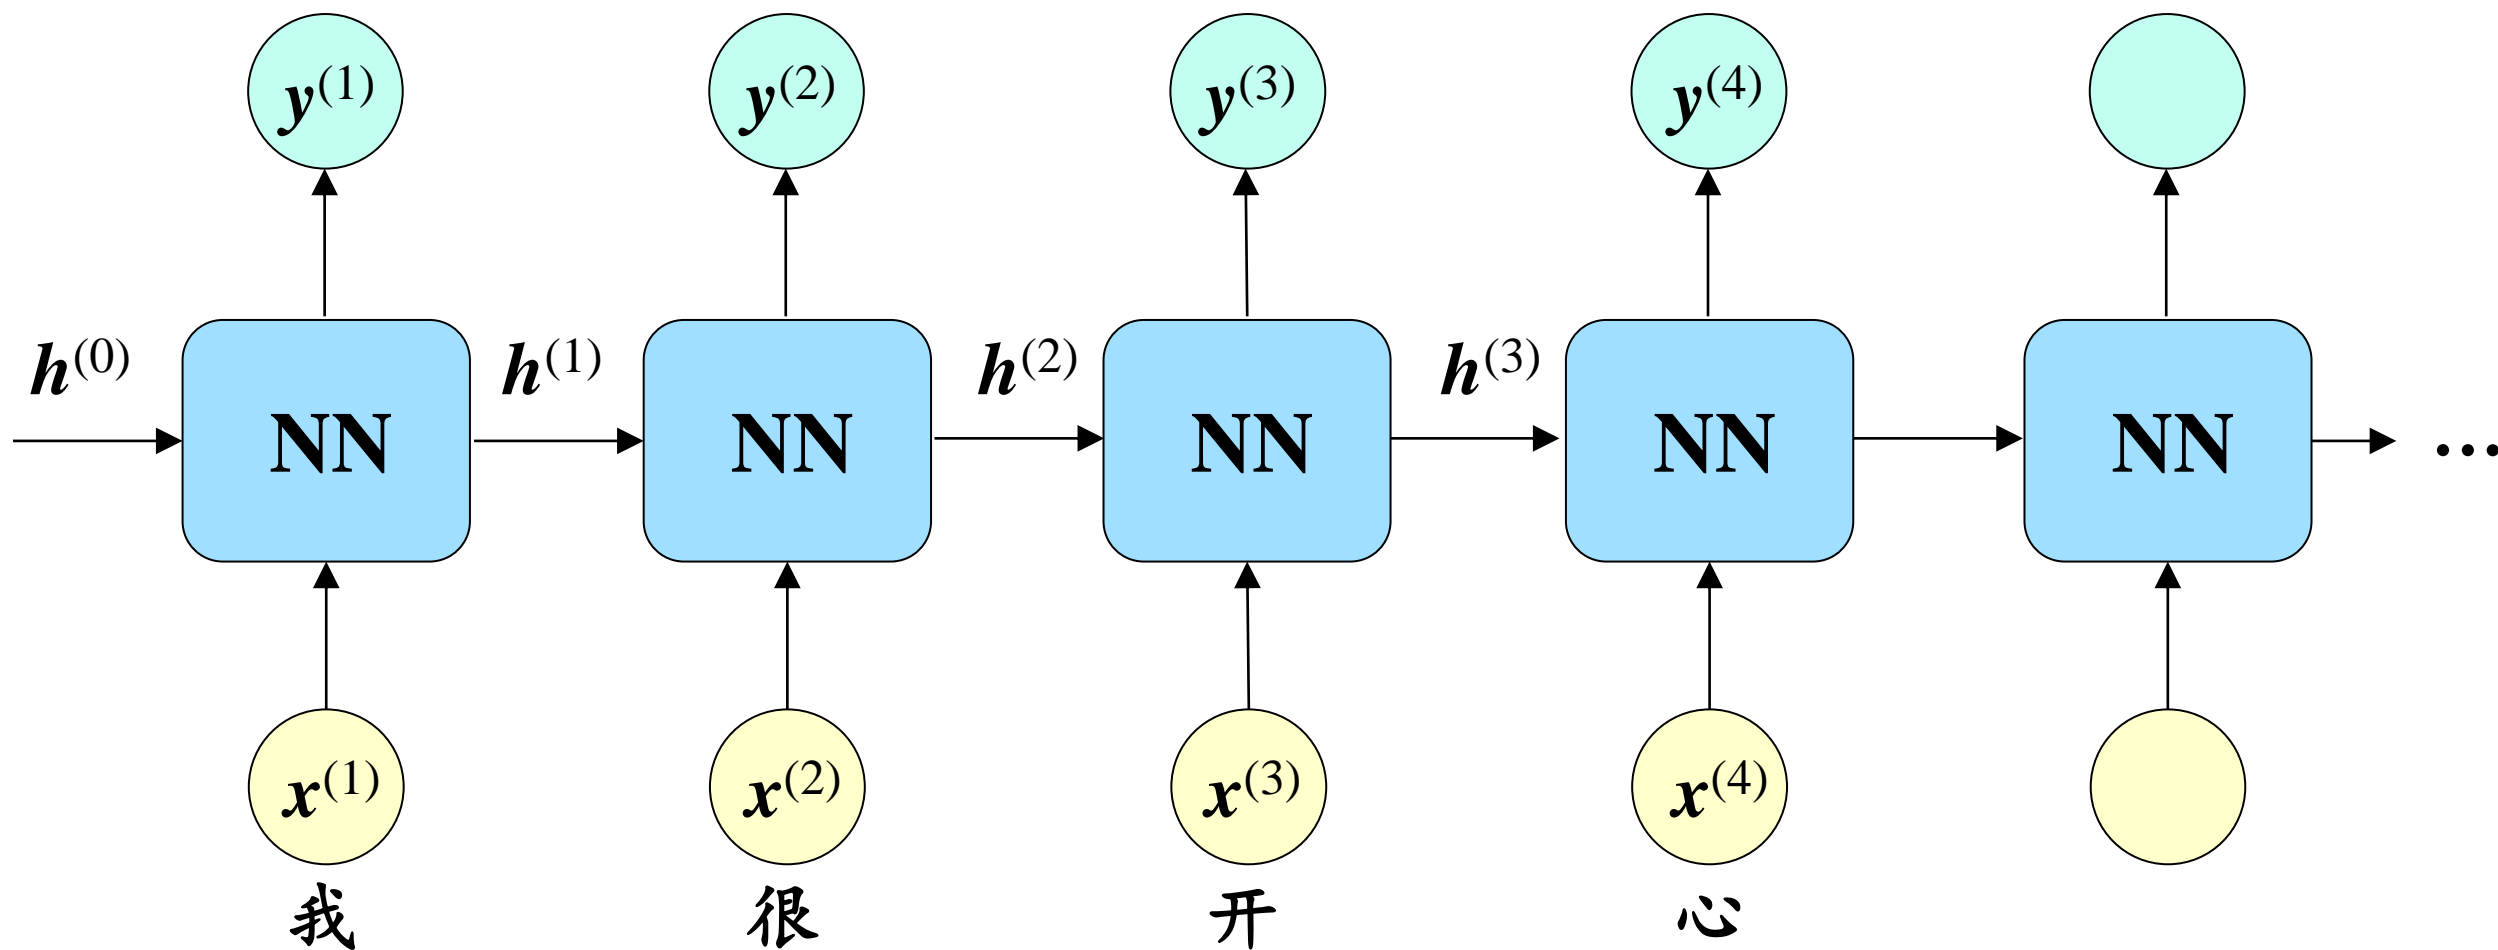 y(1) y(2) y(3) y(4)
h(0) h(1) h(2) h(3)
NN NN NN NN NN ...
x(1) x(2) x(3) x(4)
我 很 开 心